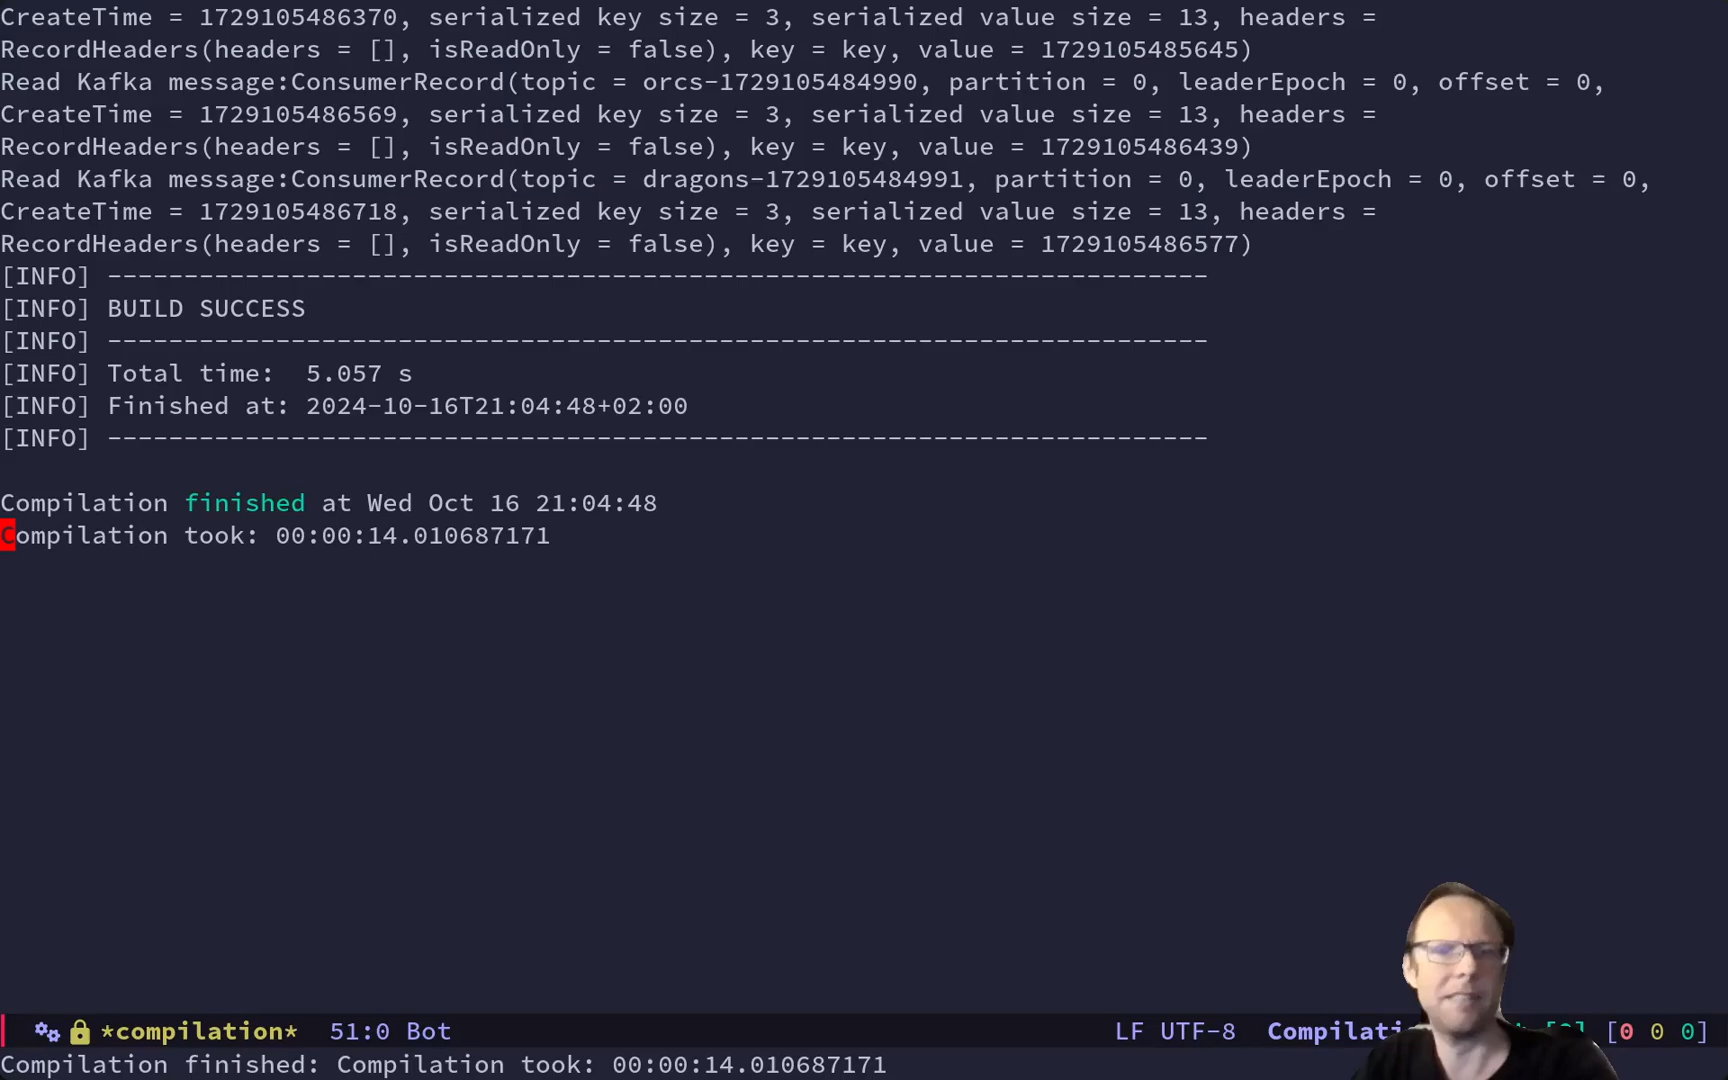 CreateTime = 1729105486370, serialized key size = 3, serialized value size = 13, headers =
RecordHeaders(headers = [], isReadOnly = false), key = key, value = 1729105485645)
Read Kafka message:ConsumerRecord(topic = orcs-1729105484990, partition = 0, leaderEpoch = 0, offset = 0,
CreateTime = 1729105486569, serialized key size = 3, serialized value size = 13, headers =
RecordHeaders(headers = [], isReadOnly = false), key = key, value = 1729105486439)
Read Kafka message:ConsumerRecord(topic = dragons-1729105484991, partition = 0, leaderEpoch = 0, offset = 0,
CreateTime = 1729105486718, serialized key size = 3, serialized value size = 13, headers =
RecordHeaders(headers = [], isReadOnly = false), key = key, value = 1729105486577)
[INFO] ------------------------------------------------------------------------
[INFO] BUILD SUCCESS
[INFO] ------------------------------------------------------------------------
[INFO] Total time:  5.057 s
[INFO] Finished at: 2024-10-16T21:04:48+02:00
[INFO] ------------------------------------------------------------------------
Compilation finished at Wed Oct 16 21:04:48
Compilation took: 00:00:14.010687171
*compilation* 51:0 Bot LF UTF-8 Compilati [0 0 0]
Compilation finished: Compilation took: 00:00:14.010687171